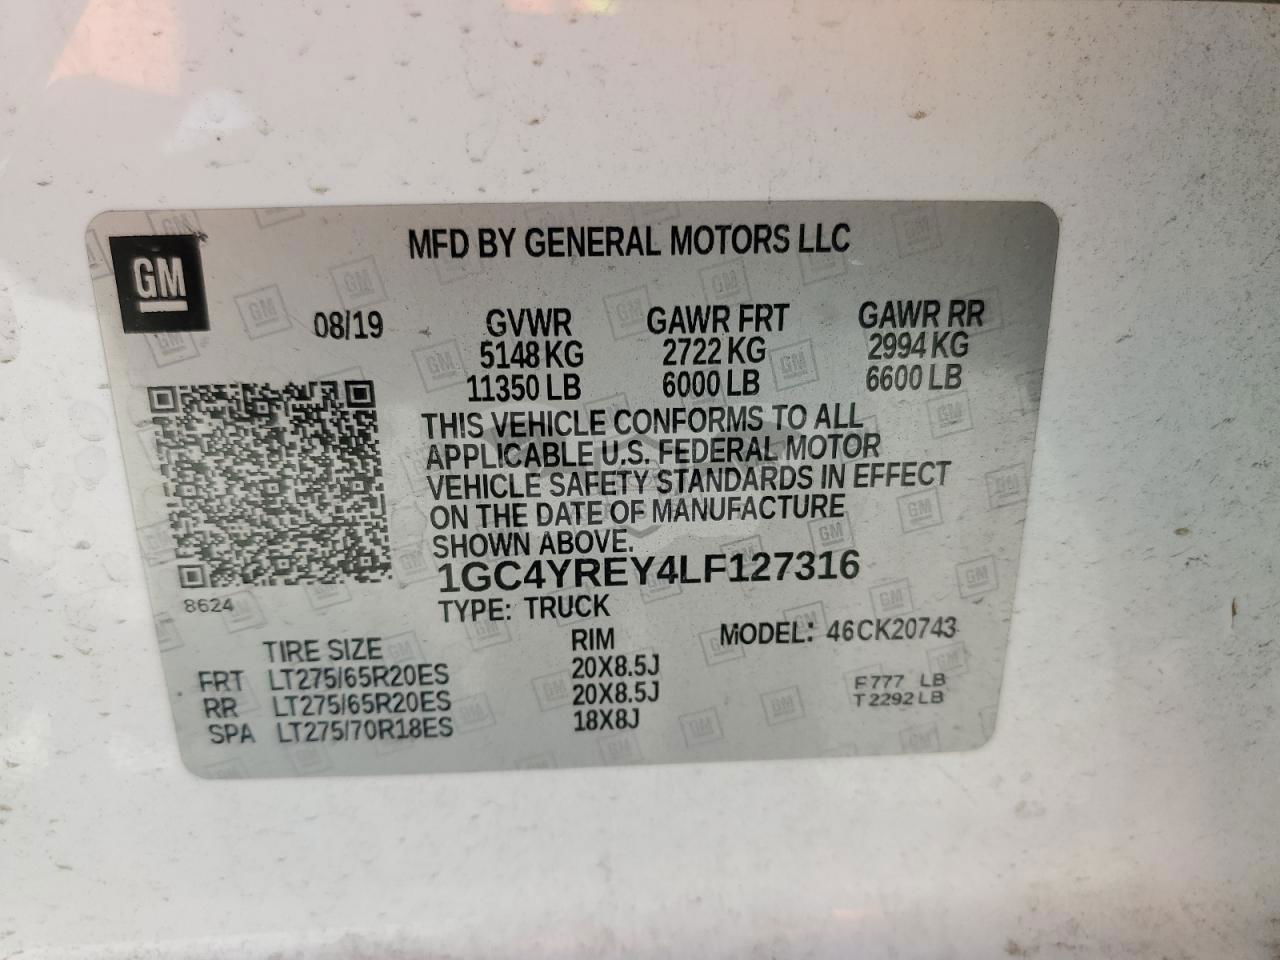 MFD BY GENERAL MOTORS LLC
GM
08/19 GVWR GAWR FRT GAWR RR
5148 KG 2722 KG 2994 KG
11350 LB 6000 LB 6600 LB
THIS VEHICLE CONFORMS TO ALL
APPLICABLE U.S. FEDERAL MOTOR
VEHICLE SAFETY STANDARDS IN EFFECT
ON THE DATE OF MANUFACTURE
SHOWN ABOVE.
1GC4YREY4LF127316
8624
TYPE: TRUCK
TIRE SIZE RIM MODEL: 46CK20743
FRT LT275/65R20ES 20X8.5J
RR LT275/65R20ES 20X8.5J
SPA LT275/70R18ES 18X8J
F777 LB
T2292 LB